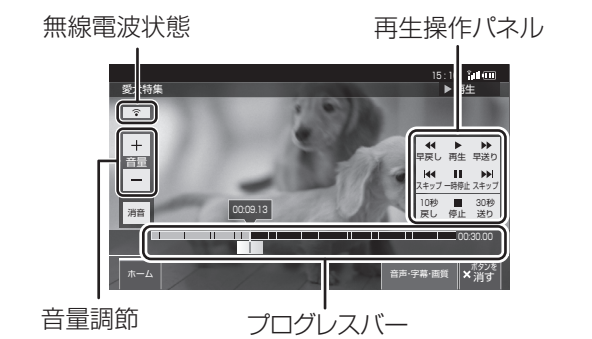 無線電波状態
再生操作パネル
愛犬特集
再生
音量
早戻し 再生 早送り
スキップ 一時停止 スキップ
10秒 30秒
戻し 停止 送り
消音
00:09.13
00:30.00
ホーム
音声・字幕・画質
ボタンを
消す
音量調節
プログレスバー